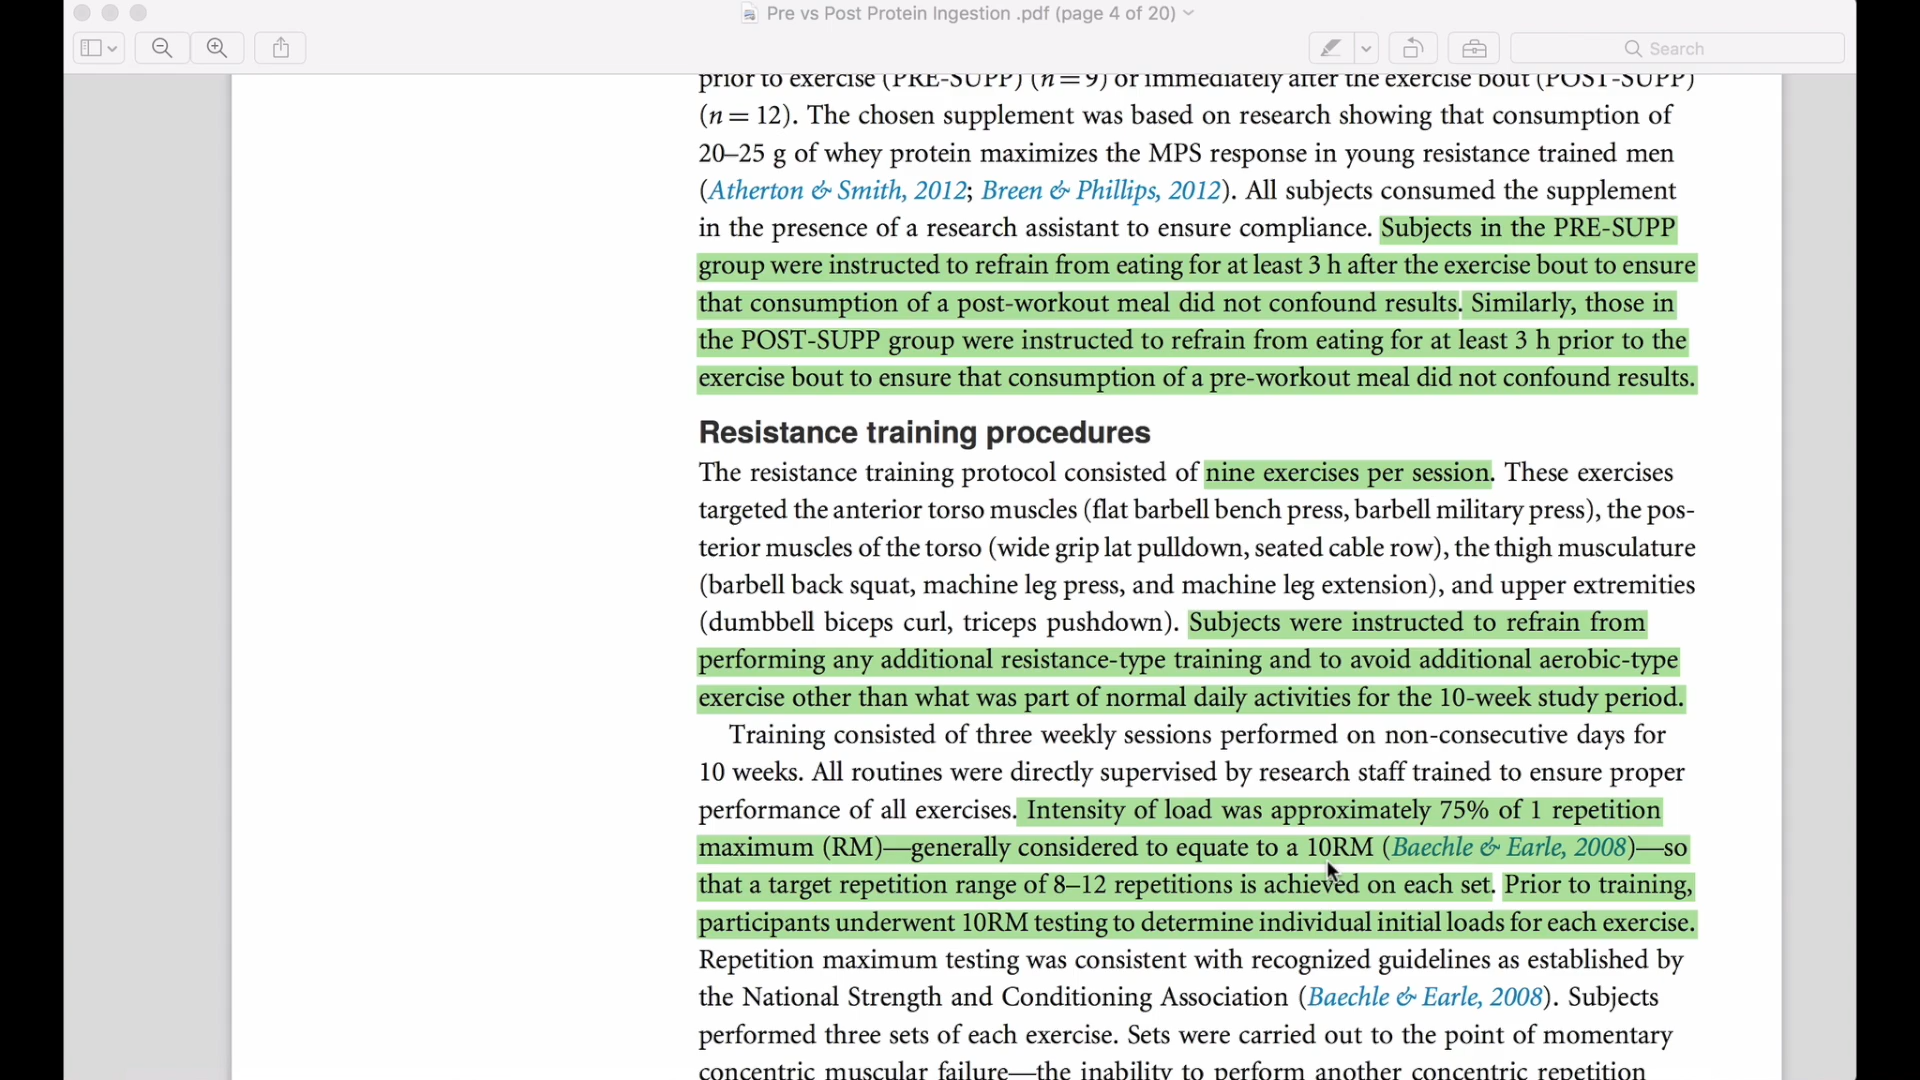 Pre vs Post Protein Ingestion .pdf (page 4 of 20)
Search
prior to exercise (PRE-SUPP) (n = 9) or immediately after the exercise bout (POST-SUPP)
(n = 12). The chosen supplement was based on research showing that consumption of
20–25 g of whey protein maximizes the MPS response in young resistance trained men
(Atherton & Smith, 2012; Breen & Phillips, 2012). All subjects consumed the supplement
in the presence of a research assistant to ensure compliance. Subjects in the PRE-SUPP
group were instructed to refrain from eating for at least 3 h after the exercise bout to ensure
that consumption of a post-workout meal did not confound results. Similarly, those in
the POST-SUPP group were instructed to refrain from eating for at least 3 h prior to the
exercise bout to ensure that consumption of a pre-workout meal did not confound results.
Resistance training procedures
The resistance training protocol consisted of nine exercises per session. These exercises
targeted the anterior torso muscles (flat barbell bench press, barbell military press), the pos-
terior muscles of the torso (wide grip lat pulldown, seated cable row), the thigh musculature
(barbell back squat, machine leg press, and machine leg extension), and upper extremities
(dumbbell biceps curl, triceps pushdown). Subjects were instructed to refrain from
performing any additional resistance-type training and to avoid additional aerobic-type
exercise other than what was part of normal daily activities for the 10-week study period.
Training consisted of three weekly sessions performed on non-consecutive days for
10 weeks. All routines were directly supervised by research staff trained to ensure proper
performance of all exercises. Intensity of load was approximately 75% of 1 repetition
maximum (RM)—generally considered to equate to a 10RM (Baechle & Earle, 2008)—so
that a target repetition range of 8–12 repetitions is achieved on each set. Prior to training,
participants underwent 10RM testing to determine individual initial loads for each exercise.
Repetition maximum testing was consistent with recognized guidelines as established by
the National Strength and Conditioning Association (Baechle & Earle, 2008). Subjects
performed three sets of each exercise. Sets were carried out to the point of momentary
concentric muscular failure—the inability to perform another concentric repetition